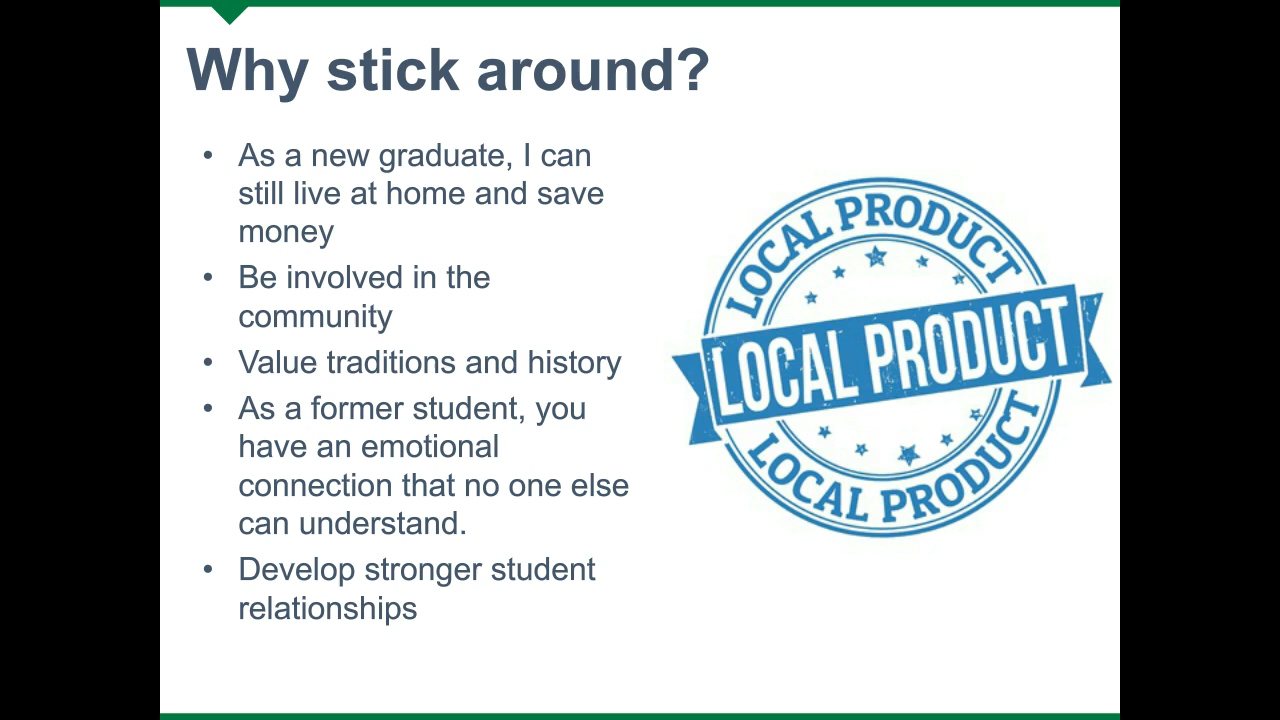 Why stick around?
• As a new graduate, I can
still live at home and save
money
• Be involved in the
community
• Value traditions and history
• As a former student, you
have an emotional
connection that no one else
can understand.
• Develop stronger student
relationships
LOCAL PRODUCT
LOCAL PRODUCT
LOCAL PRODUCT